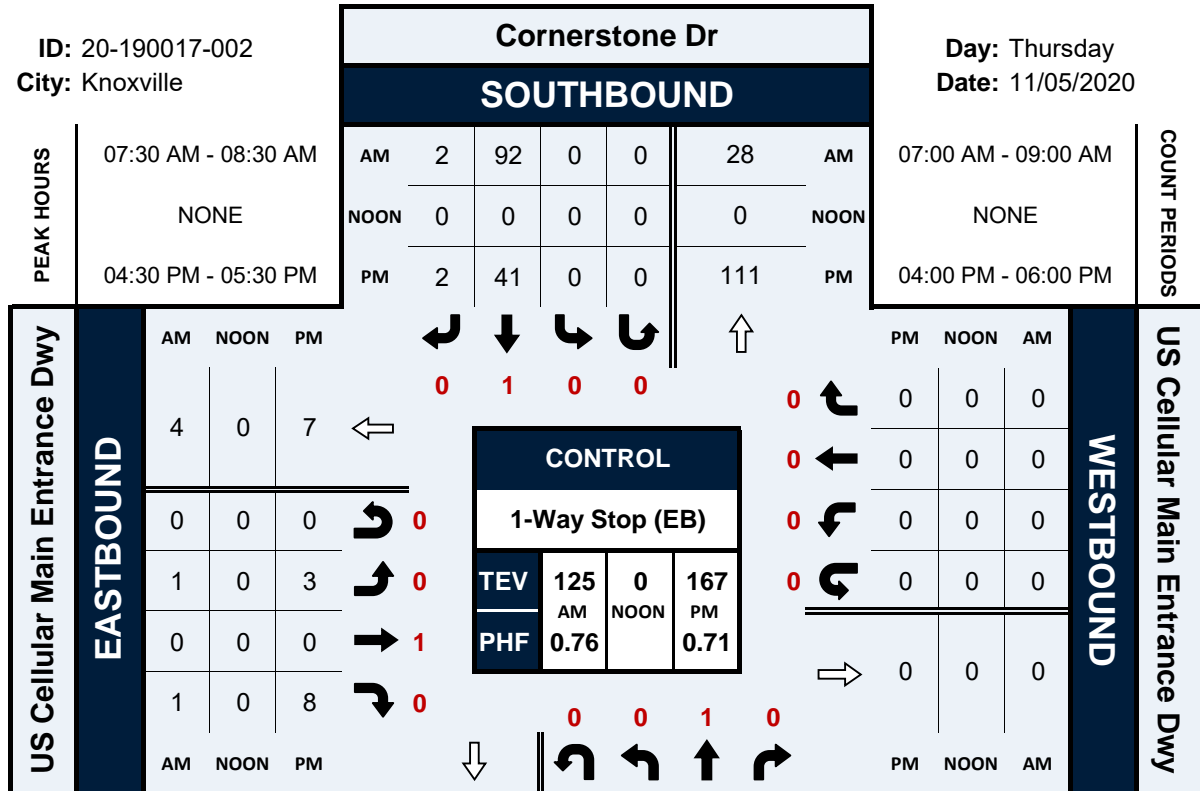 ID: 20-190017-002
City: Knoxville
Cornerstone Dr
SOUTHBOUND
Day: Thursday
Date: 11/05/2020
PEAK HOURS
07:30 AM - 08:30 AM
NONE
04:30 PM - 05:30 PM
AM 2 92 0 0 28 AM
NOON 0 0 0 0 0 NOON
PM 2 41 0 0 111 PM
07:00 AM - 09:00 AM
NONE
04:00 PM - 06:00 PM
COUNT PERIODS
US Cellular Main Entrance Dwy
EASTBOUND
AM NOON PM
4 0 7
0 0 0 0
1 0 3 0
0 0 0 1
1 0 8 0
AM NOON PM
0 1 0 0
CONTROL
1-Way Stop (EB)
TEV 125 0 167
AM NOON PM
PHF 0.76 0.71
0 0 1 0
PM NOON AM
0 0 0 0
0 0 0 0
0 0 0 0
0 0 0 0
0 0 0
PM NOON AM
WESTBOUND
US Cellular Main Entrance Dwy